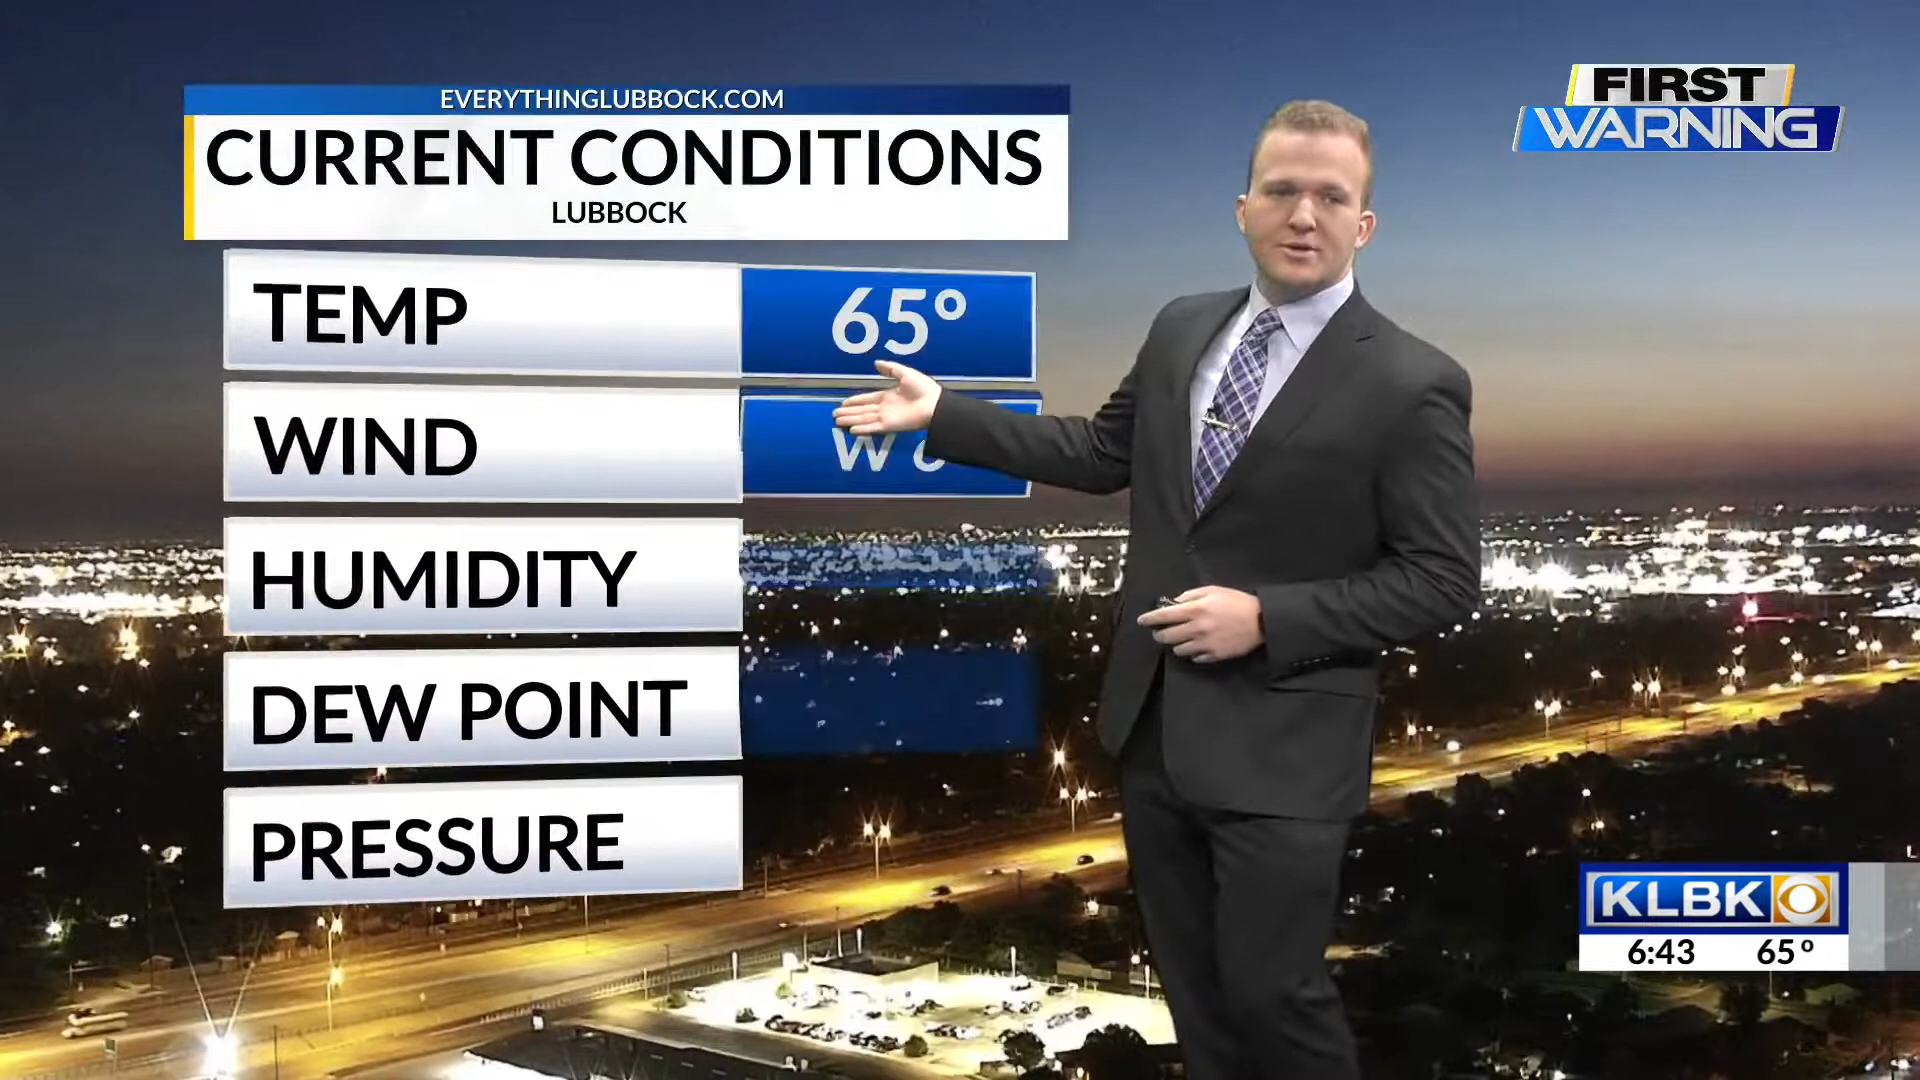 EVERYTHINGLUBBOCK.COM
CURRENT CONDITIONS
LUBBOCK
FIRST
WARNING
TEMP 65°
WIND W
HUMIDITY
DEW POINT
PRESSURE
KLBK
6:43 65°